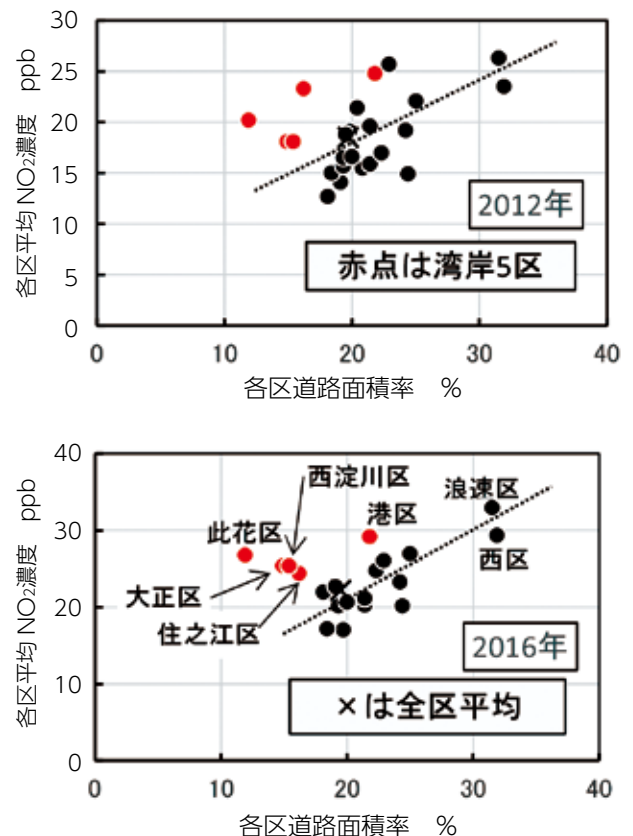 各区平均NO₂濃度 ppb
30
25
20
15
10
5
0
2012年
赤点は湾岸5区
0 10 20 30 40
各区道路面積率 %
各区平均NO₂濃度 ppb
40
30
20
10
0
西淀川区
浪速区
港区
此花区
西区
大正区
住之江区
2016年
×は全区平均
0 10 20 30 40
各区道路面積率 %